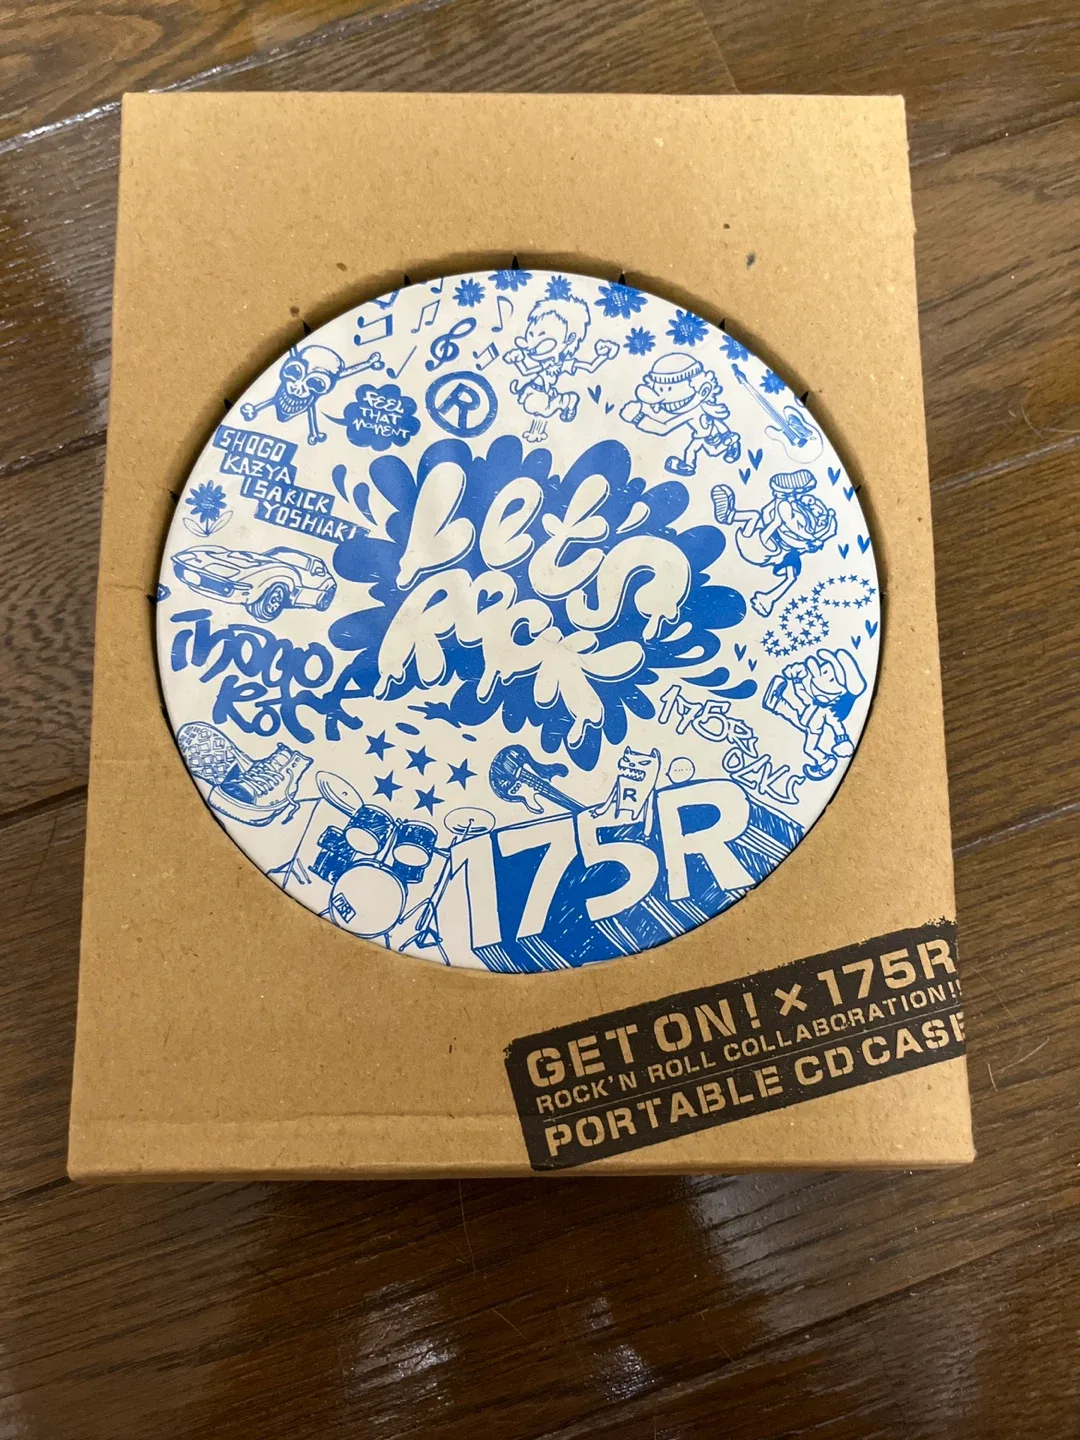 R
FEEL
THAT
MOMENT
SHOGO
KAZYA
ISAKICK
YOSHIAKI
Let's
Rock
Rock
R
175R
175R
GET ON! × 175R
ROCK'N ROLL COLLABORATION!!
PORTABLE CD CASE